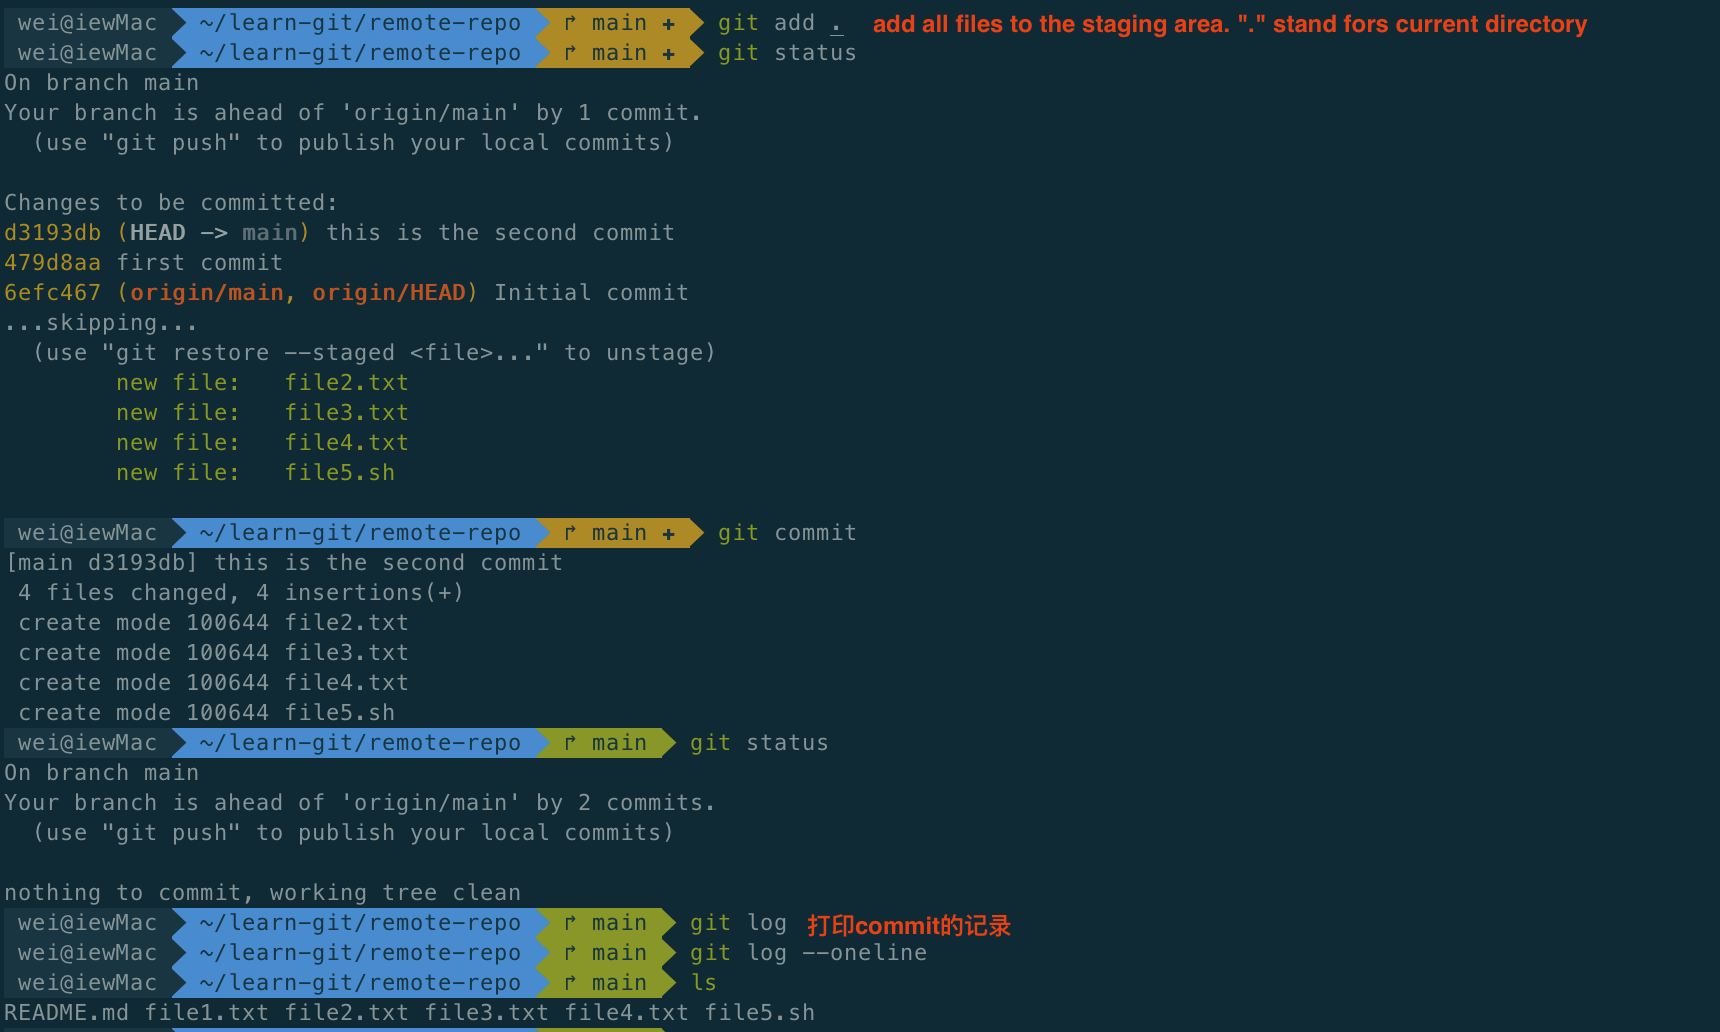 wei@iewMac ~/learn-git/remote-repo ↱ main ✚ git add . add all files to the staging area. "." stand fors current directory
wei@iewMac ~/learn-git/remote-repo ↱ main ✚ git status
On branch main
Your branch is ahead of 'origin/main' by 1 commit.
  (use "git push" to publish your local commits)
Changes to be committed:
d3193db (HEAD -> main) this is the second commit
479d8aa first commit
6efc467 (origin/main, origin/HEAD) Initial commit
...skipping...
  (use "git restore --staged <file>..." to unstage)
        new file:   file2.txt
        new file:   file3.txt
        new file:   file4.txt
        new file:   file5.sh
wei@iewMac ~/learn-git/remote-repo ↱ main ✚ git commit
[main d3193db] this is the second commit
 4 files changed, 4 insertions(+)
 create mode 100644 file2.txt
 create mode 100644 file3.txt
 create mode 100644 file4.txt
 create mode 100644 file5.sh
wei@iewMac ~/learn-git/remote-repo ↱ main git status
On branch main
Your branch is ahead of 'origin/main' by 2 commits.
  (use "git push" to publish your local commits)
nothing to commit, working tree clean
wei@iewMac ~/learn-git/remote-repo ↱ main git log 打印commit的记录
wei@iewMac ~/learn-git/remote-repo ↱ main git log --oneline
wei@iewMac ~/learn-git/remote-repo ↱ main ls
README.md file1.txt file2.txt file3.txt file4.txt file5.sh